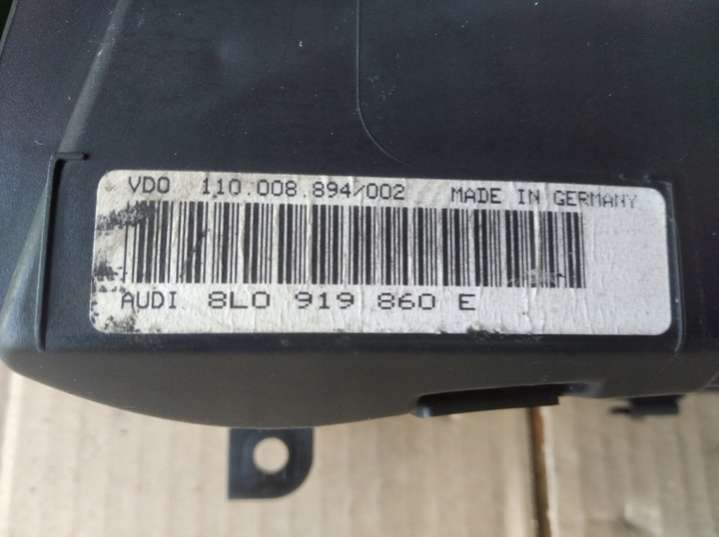 VDO 110.008.894/002 MADE IN GERMANY
AUDI 8L0 919 860 E